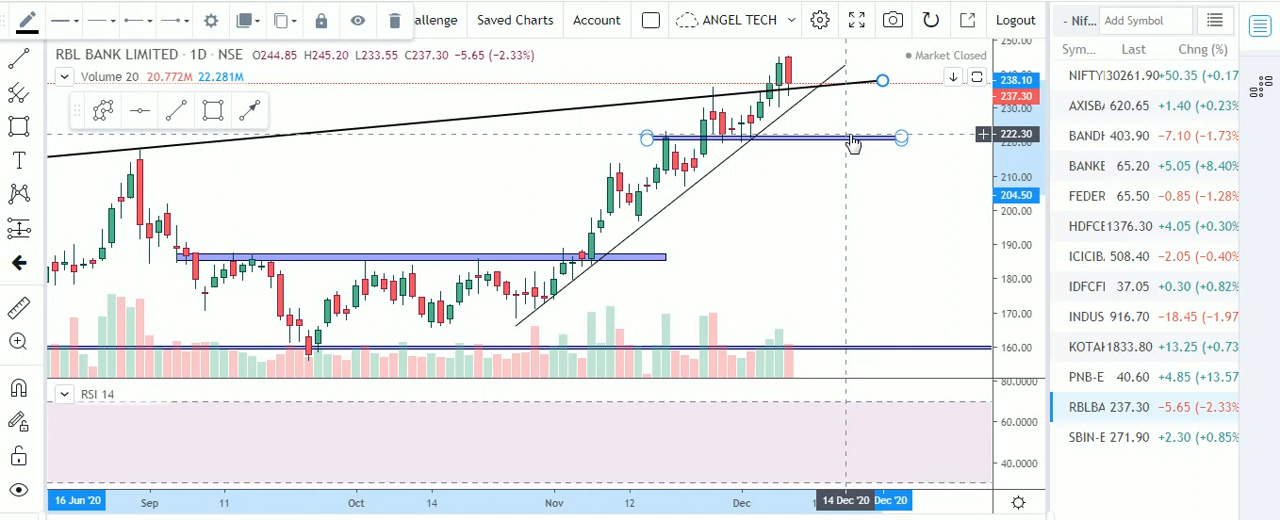 allenge Saved Charts Account ANGEL TECH Logout
RBL BANK LIMITED · 1D · NSE O244.85 H245.20 L233.55 C237.30 −5.65 (−2.33%)
Market Closed
Volume 20 20.772M 22.281M
250.00
238.10
237.30
230.00
222.30
210.00
204.50
200.00
190.00
180.00
170.00
160.00
RSI 14
80.0000
60.0000
40.0000
16 Jun '20 Sep 11 Oct 14 Nov 12 Dec 14 Dec '20 Dec '20
- Nif... Add Symbol
Sym... Last Chng (%)
NIFTYI 30261.90 +50.35 (+0.17
AXISBA 620.65 +1.40 (+0.23%
BANDH 403.90 −7.10 (−1.73%
BANKE 65.20 +5.05 (+8.40%
FEDER 65.50 −0.85 (−1.28%
HDFCE 1376.30 +4.05 (+0.30%
ICICIB. 508.40 −2.05 (−0.40%
IDFCFI 37.05 +0.30 (+0.82%
INDUS 916.70 −18.45 (−1.97
KOTAK 1833.80 +13.25 (+0.73
PNB-E 40.60 +4.85 (+13.57
RBLBA 237.30 −5.65 (−2.33%
SBIN-E 271.90 +2.30 (+0.85%